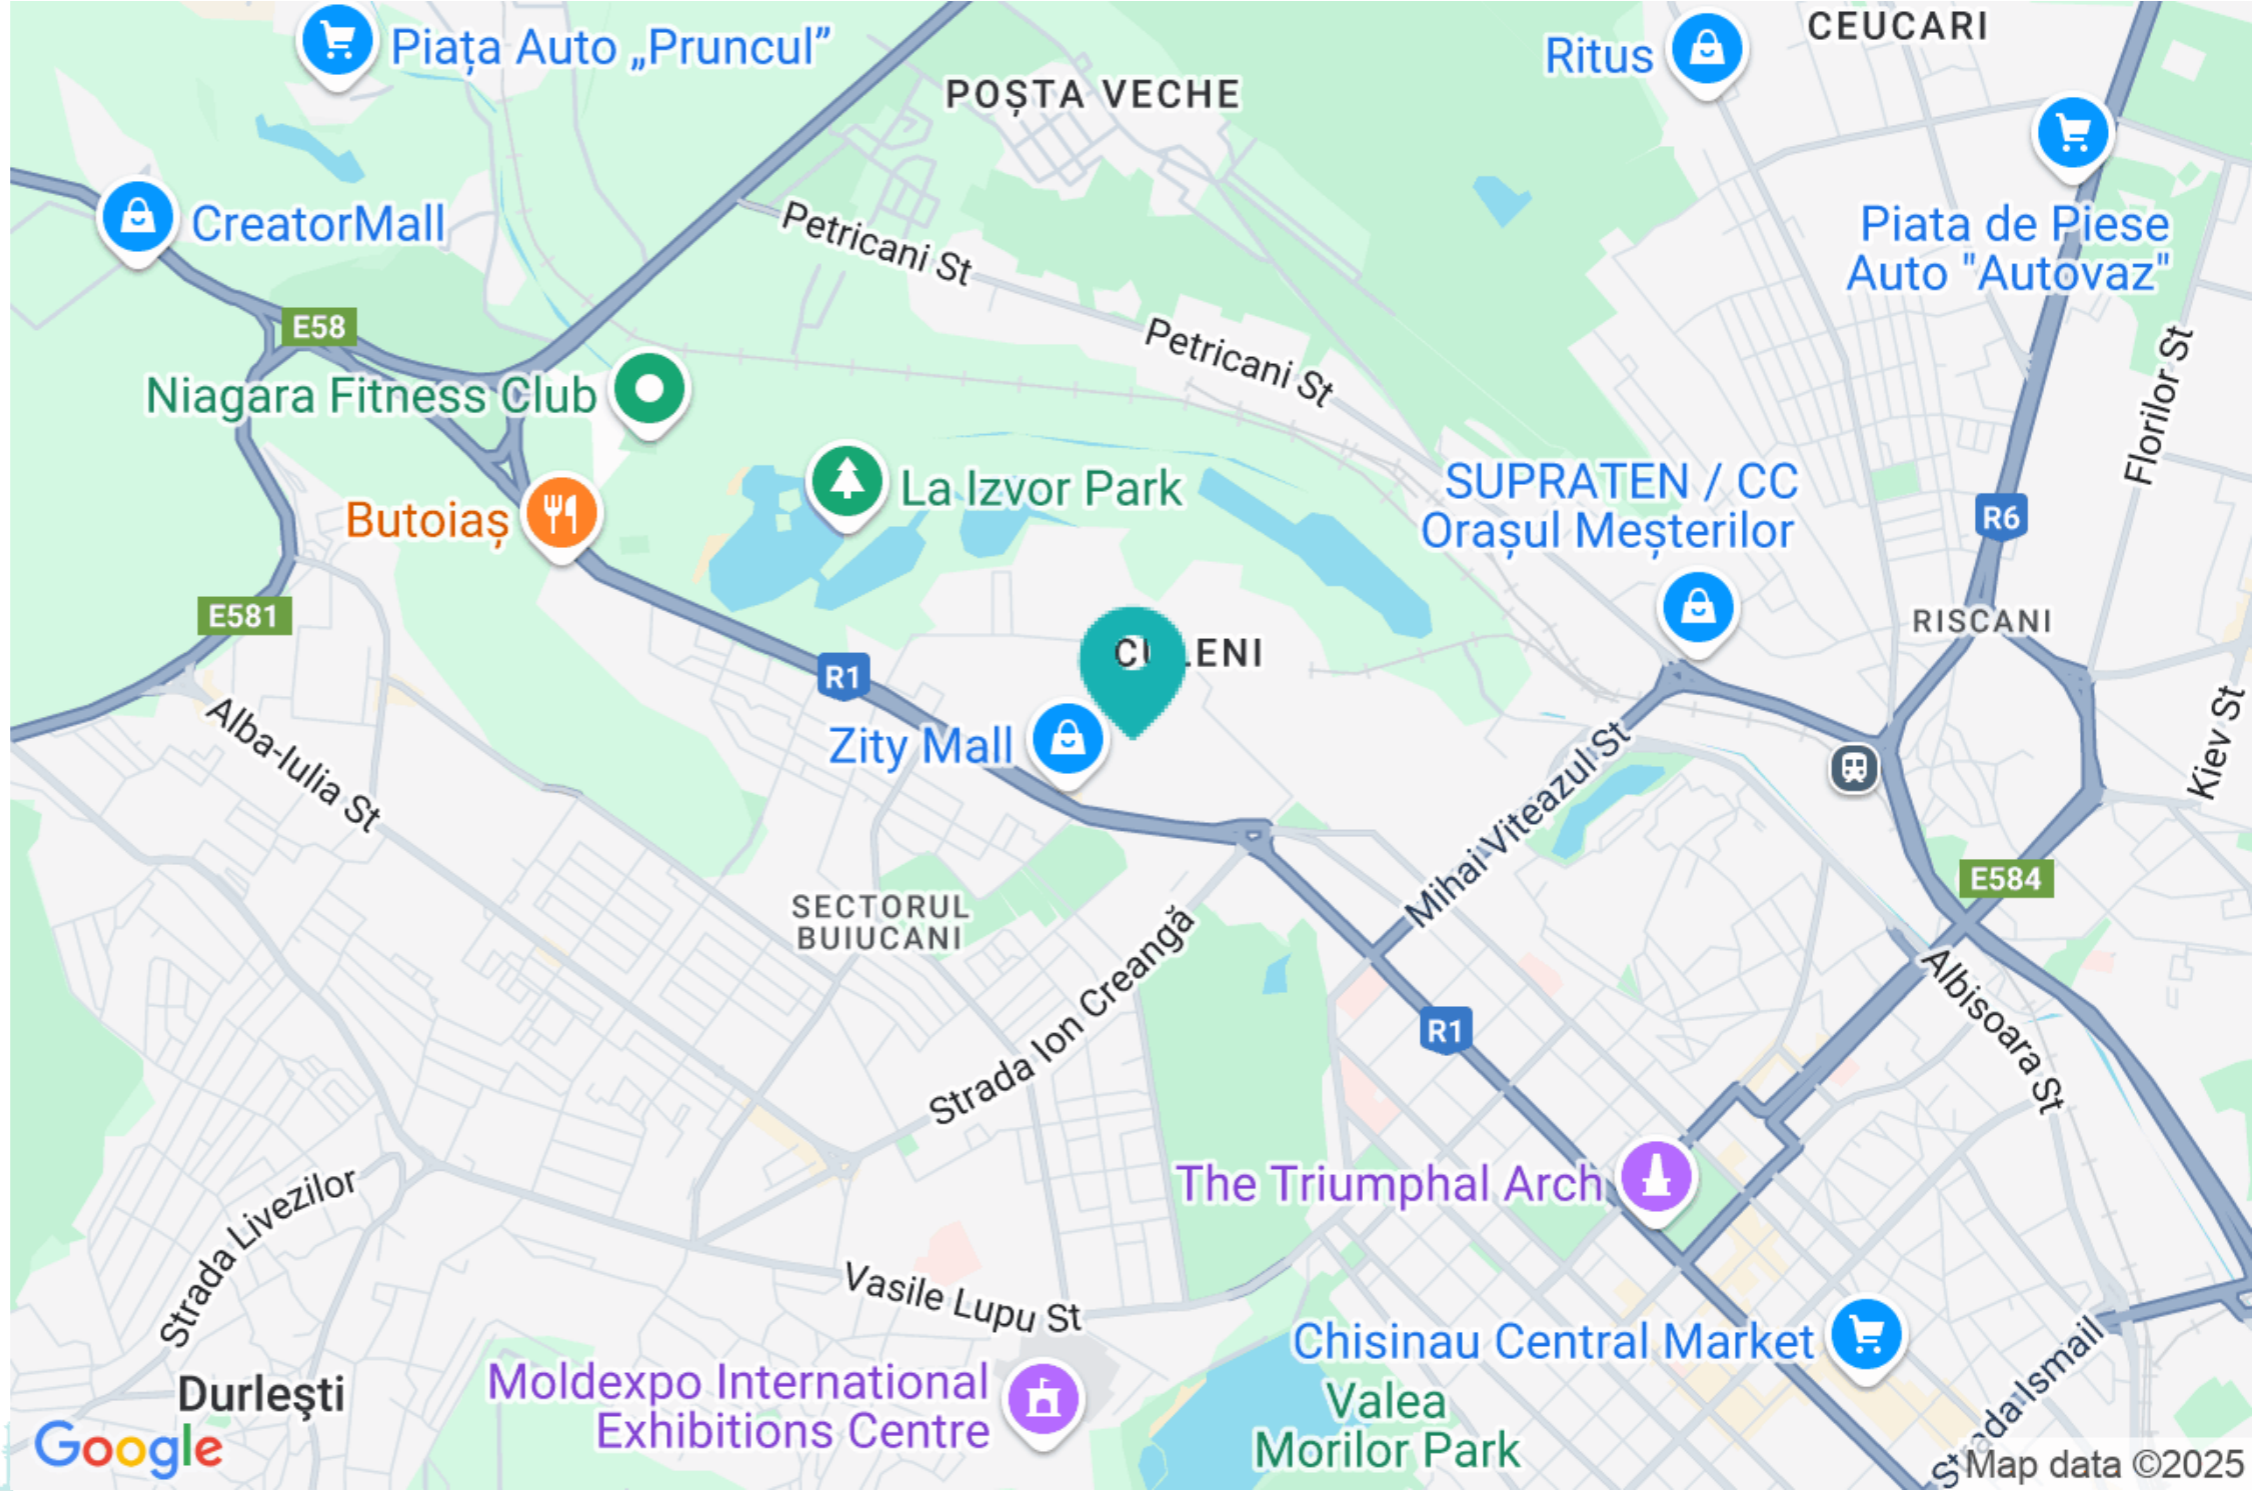 Piața Auto „Pruncul”
CEUCARI
Ritus
POȘTA VECHE
CreatorMall
Petricani St
Piata de Piese
Auto "Autovaz"
E58
Petricani St
Florilor St
Niagara Fitness Club
La Izvor Park
SUPRATEN / CC
Orașul Meșterilor
Butoiaș
R6
E581
RISCANI
R1
Zity Mall
Alba-Iulia St
Kiev St
Mihai Viteazul St
E584
SECTORUL
BUIUCANI
Strada Ion Creangă
Albisoara St
R1
The Triumphal Arch
Strada Livezilor
Vasile Lupu St
Chisinau Central Market
Strada Ismail
Moldexpo International
Exhibitions Centre
Durleşti
Valea
Morilor Park
Google
Map data ©2025